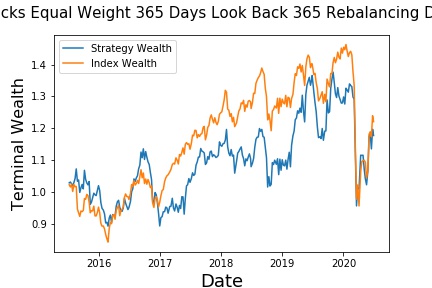 Equal Weight 365 Days Look Back 365 Rebalancing
Strategy Wealth
Index Wealth
Terminal Wealth
1.4
1.3
1.2
1.1
1.0
0.9
2016 2017 2018 2019 2020
Date